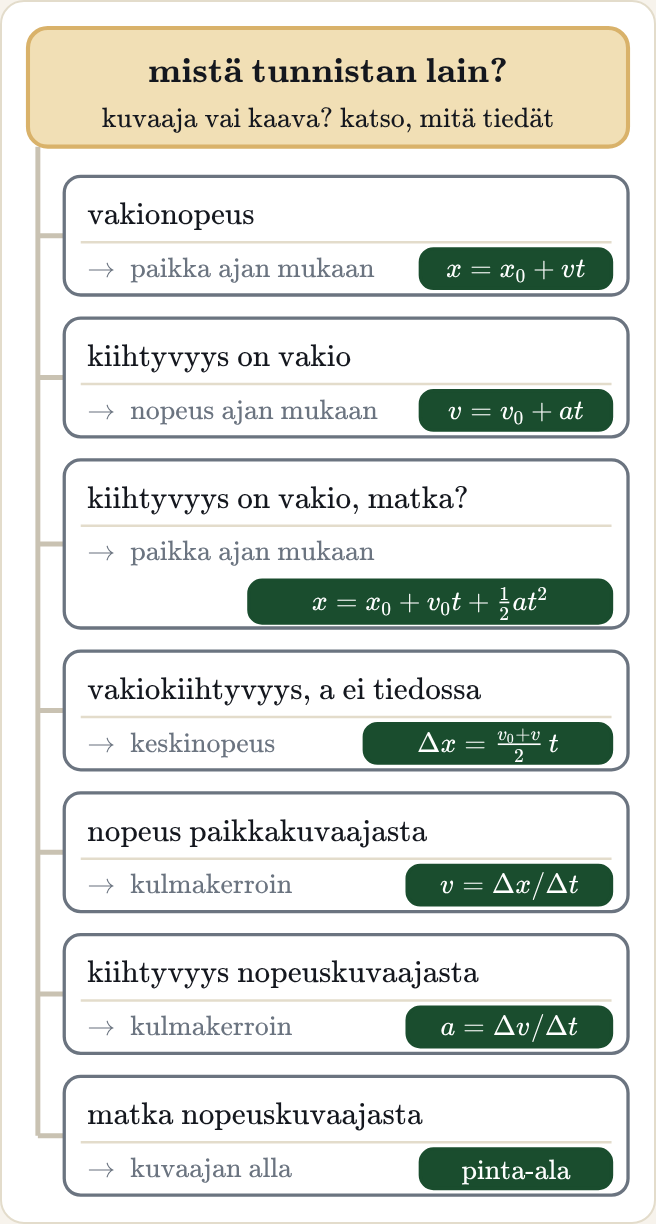 mistä tunnistan lain?
kuvaaja vai kaava? katso, mitä tiedät
vakionopeus
→ paikka ajan mukaan x = x₀ + vt
kiihtyvyys on vakio
→ nopeus ajan mukaan v = v₀ + at
kiihtyvyys on vakio, matka?
→ paikka ajan mukaan
x = x₀ + v₀t + ½at²
vakiokiihtyvyys, a ei tiedossa
→ keskinopeus Δx = (v₀+v)/2 t
nopeus paikkakuvaajasta
→ kulmakerroin v = Δx/Δt
kiihtyvyys nopeuskuvaajasta
→ kulmakerroin a = Δv/Δt
matka nopeuskuvaajasta
→ kuvaajan alla pinta-ala